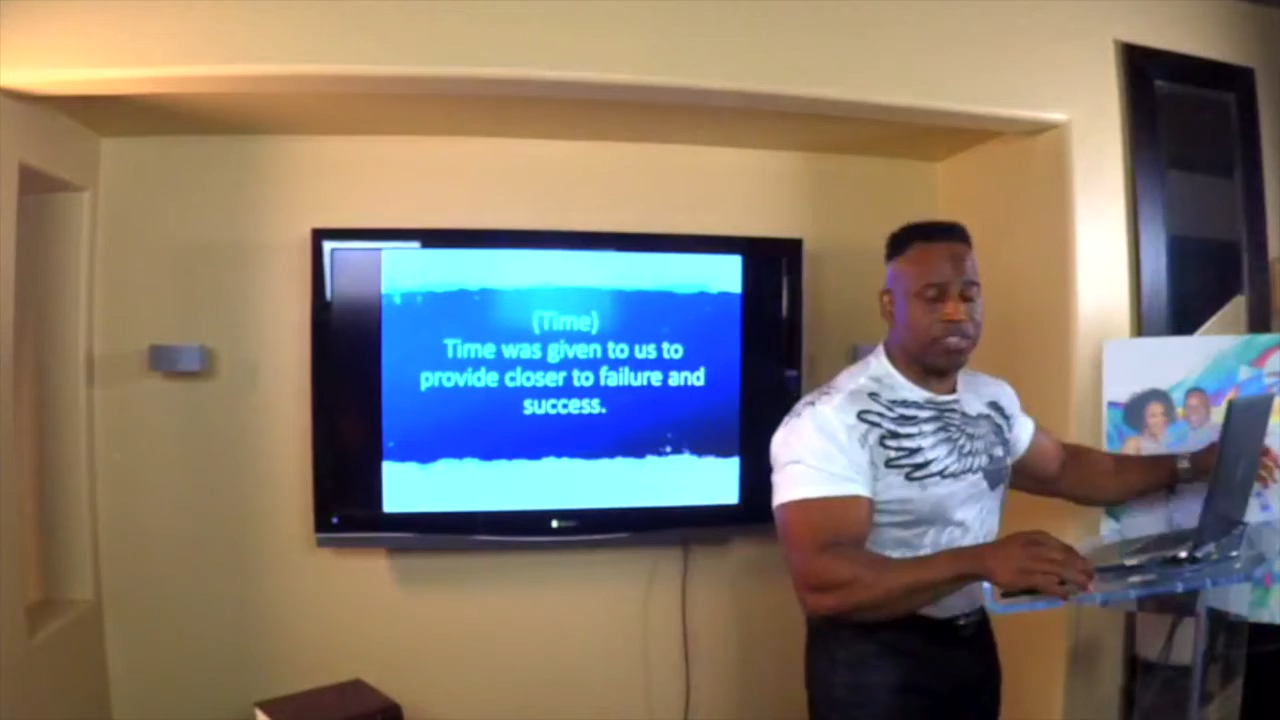 (Time)
Time was given to us to
provide closer to failure and
success.